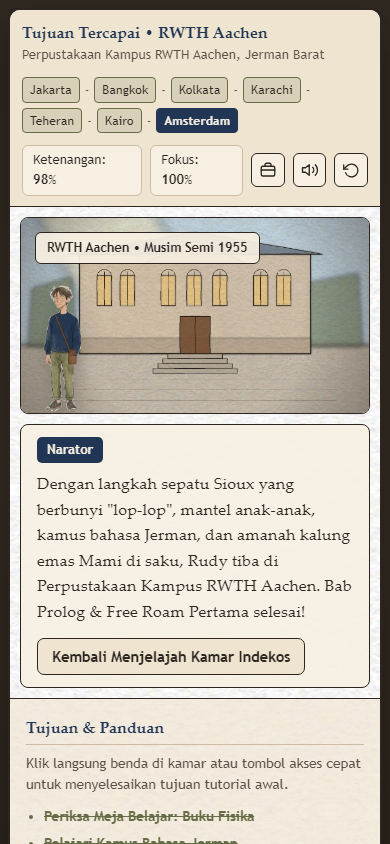 Tujuan Tercapai • RWTH Aachen
Perpustakaan Kampus RWTH Aachen, Jerman Barat
Jakarta - Bangkok - Kolkata - Karachi -
Teheran - Kairo - Amsterdam
Ketenangan: 98%
Fokus: 100%
RWTH Aachen • Musim Semi 1955
Narator
Dengan langkah sepatu Sioux yang
berbunyi "lop-lop", mantel anak-anak,
kamus bahasa Jerman, dan amanah kalung
emas Mami di saku, Rudy tiba di
Perpustakaan Kampus RWTH Aachen. Bab
Prolog & Free Roam Pertama selesai!
Kembali Menjelajah Kamar Indekos
Tujuan & Panduan
Klik langsung benda di kamar atau tombol akses cepat
untuk menyelesaikan tujuan tutorial awal.
• Periksa Meja Belajar: Buku Fisika
• Pelajari Kamus Bahasa Jerman